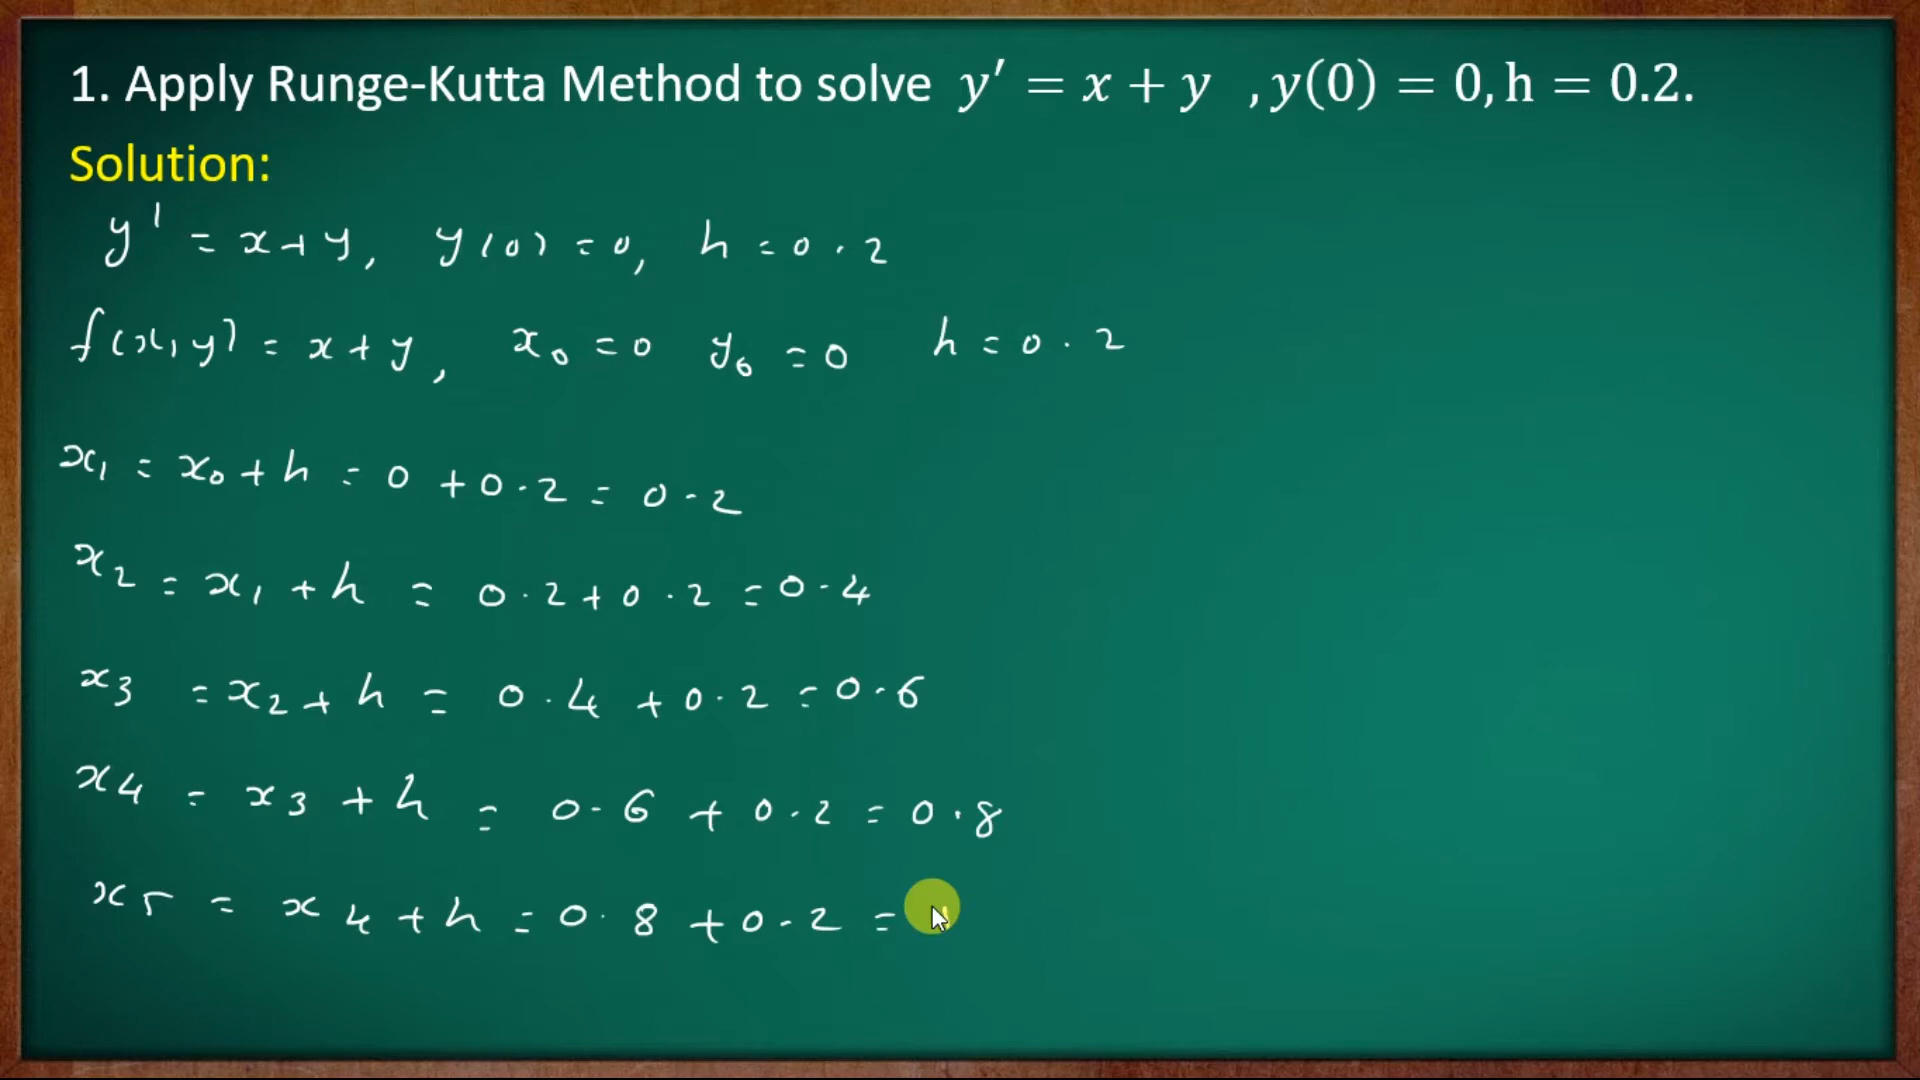 1. Apply Runge-Kutta Method to solve y′ = x + y , y(0) = 0, h = 0.2.
Solution:
y' = x + y, y(0) = 0, h = 0.2
f(x, y) = x + y, x₀ = 0 y₀ = 0 h = 0.2
x₁ = x₀ + h = 0 + 0.2 = 0.2
x₂ = x₁ + h = 0.2 + 0.2 = 0.4
x₃ = x₂ + h = 0.4 + 0.2 = 0.6
x₄ = x₃ + h = 0.6 + 0.2 = 0.8
x₅ = x₄ + h = 0.8 + 0.2 =